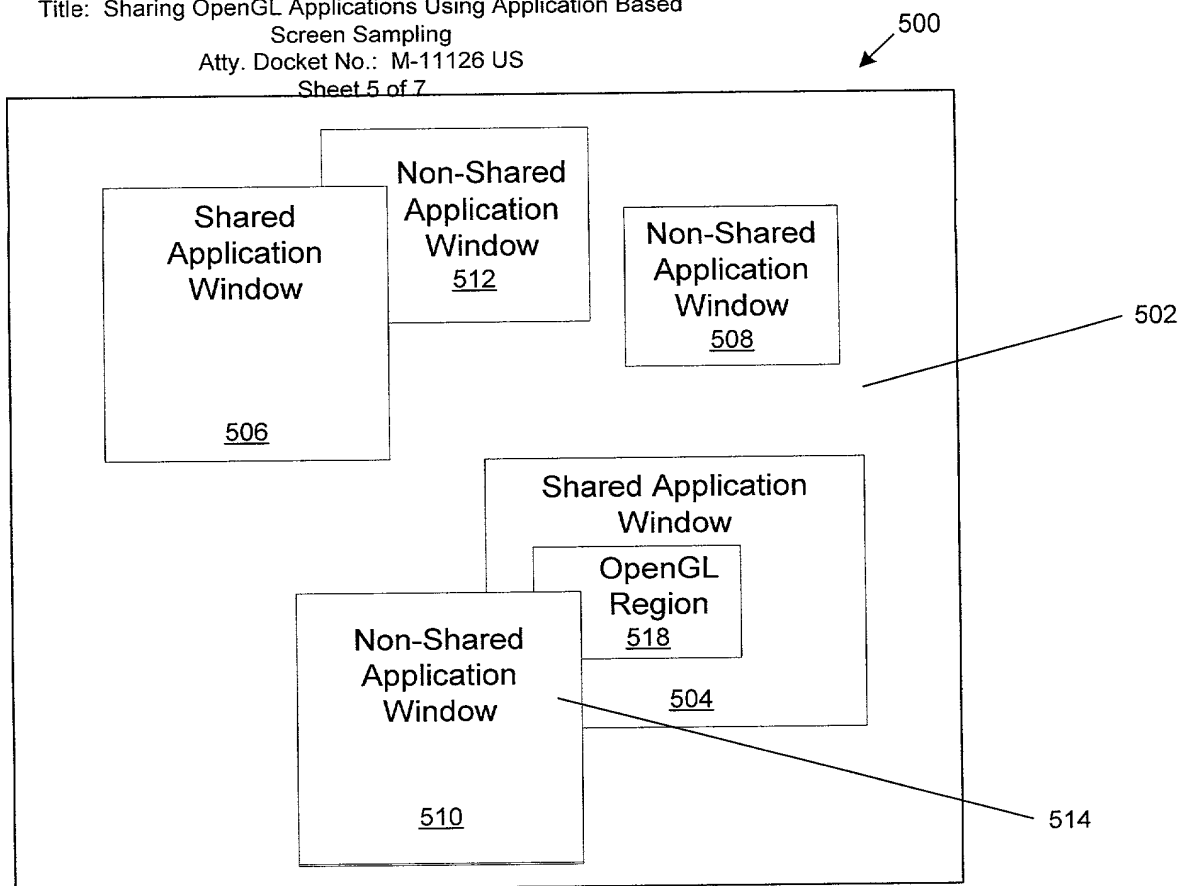 Title: Sharing OpenGL Applications Using Application Based
Screen Sampling
Atty. Docket No.: M-11126 US
Sheet 5 of 7
500
Non-Shared
Application
Window
512
Shared
Application
Window
506
Non-Shared
Application
Window
508
502
Shared Application
Window
OpenGL
Region
518
504
Non-Shared
Application
Window
510
514